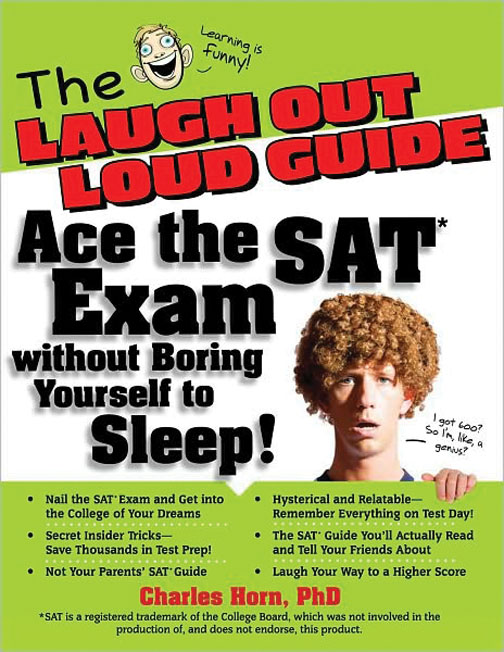 The
Learning is
funny!
LAUGH OUT
LOUD GUIDE
Ace the SAT*
Exam
without Boring
Yourself to
Sleep!
I got 600?
So I'm, like, a
genius?
• Nail the SAT* Exam and Get into
the College of Your Dreams
• Secret Insider Tricks—
Save Thousands in Test Prep!
• Not Your Parents' SAT* Guide
• Hysterical and Relatable—
Remember Everything on Test Day!
• The SAT* Guide You'll Actually Read
and Tell Your Friends About
• Laugh Your Way to a Higher Score
Charles Horn, PhD
*SAT is a registered trademark of the College Board, which was not involved in the
production of, and does not endorse, this product.